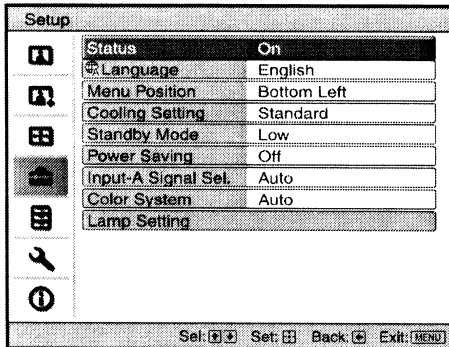 Setup
Status On
Language English
Menu Position Bottom Left
Cooling Setting Standard
Standby Mode Low
Power Saving Off
Input-A Signal Sel. Auto
Color System Auto
Lamp Setting
Sel: Set: Back: Exit: MENU